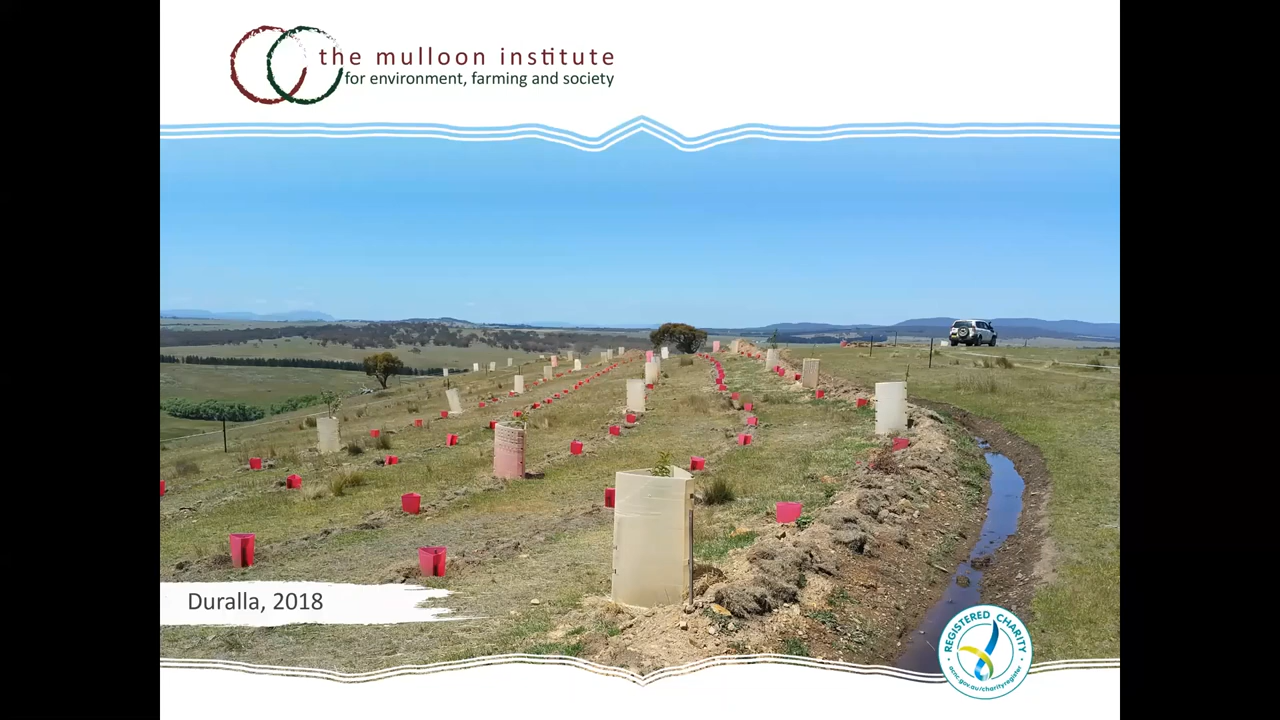 the mulloon institute
for environment, farming and society
Duralla, 2018
REGISTERED CHARITY
acnc.gov.au/charityregister